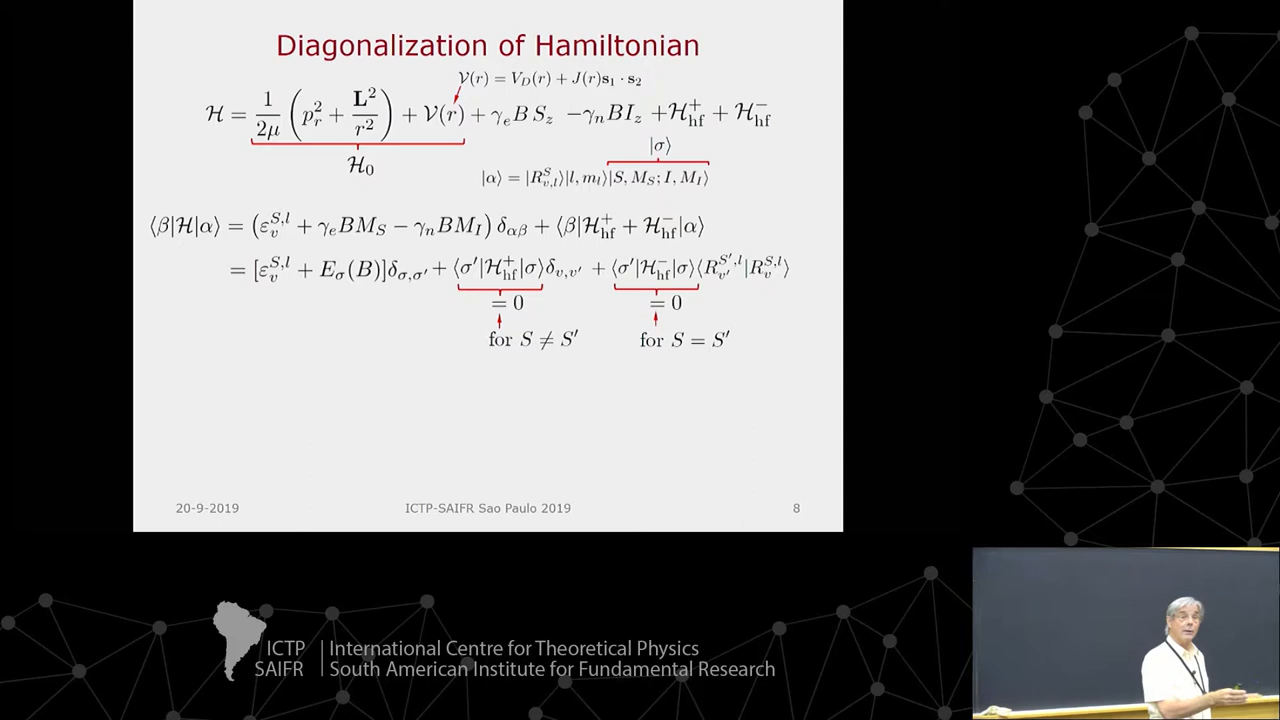 Diagonalization of Hamiltonian
𝒱(r) = V_D(r) + J(r)s₁ · s₂
ℋ = 1/2μ (p_r² + L²/r²) + 𝒱(r) + γ_e B S_z − γ_n B I_z + ℋ_hf⁺ + ℋ_hf⁻
ℋ₀
|σ⟩
|α⟩ = |R_{v,l}^S⟩|l, m_l⟩|S, M_S; I, M_I⟩
⟨β|ℋ|α⟩ = (ε_v^{S,l} + γ_e B M_S − γ_n B M_I) δ_{αβ} + ⟨β|ℋ_hf⁺ + ℋ_hf⁻|α⟩
= [ε_v^{S,l} + E_σ(B)]δ_{σ,σ′} + ⟨σ′|ℋ_hf⁺|σ⟩δ_{v,v′} + ⟨σ′|ℋ_hf⁻|σ⟩⟨R_{v′}^{S′,l}|R_v^{S,l}⟩
= 0 = 0
for S ≠ S′ for S = S′
20-9-2019 ICTP-SAIFR Sao Paulo 2019 8
ICTP International Centre for Theoretical Physics
SAIFR South American Institute for Fundamental Research